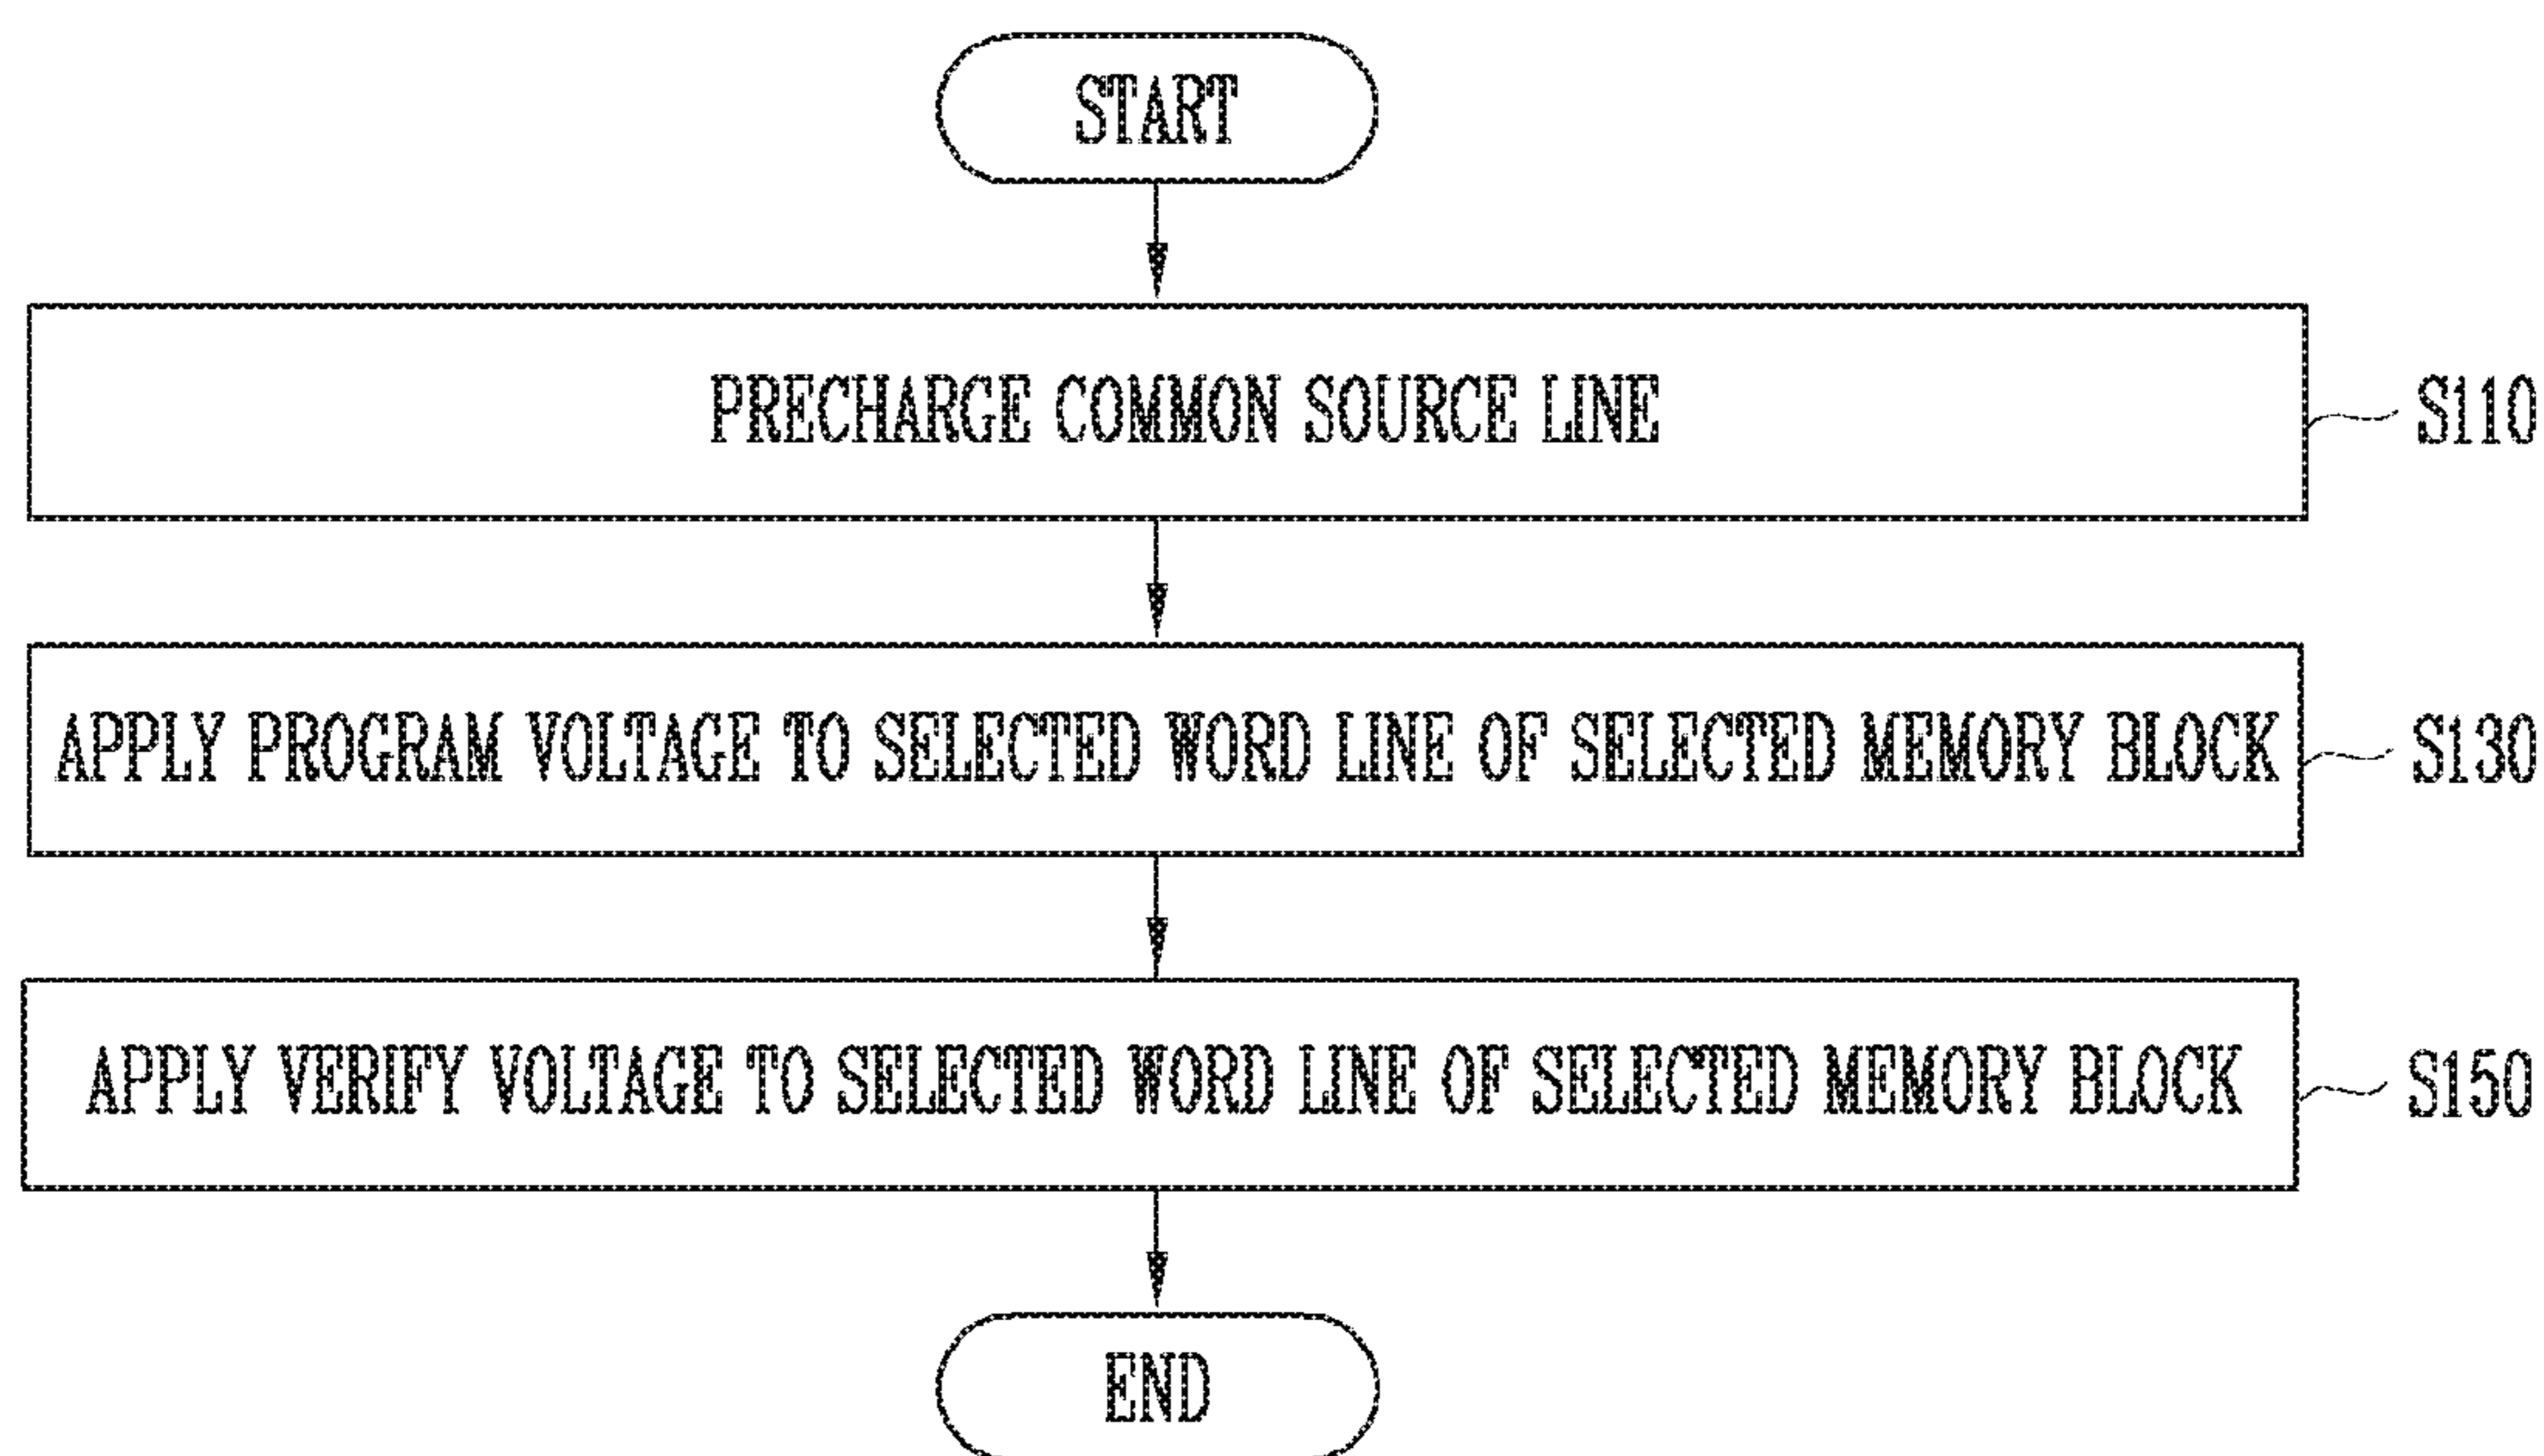 START
PRECHARGE COMMON SOURCE LINE
S110
APPLY PROGRAM VOLTAGE TO SELECTED WORD LINE OF SELECTED MEMORY BLOCK
S130
APPLY VERIFY VOLTAGE TO SELECTED WORD LINE OF SELECTED MEMORY BLOCK
S150
END